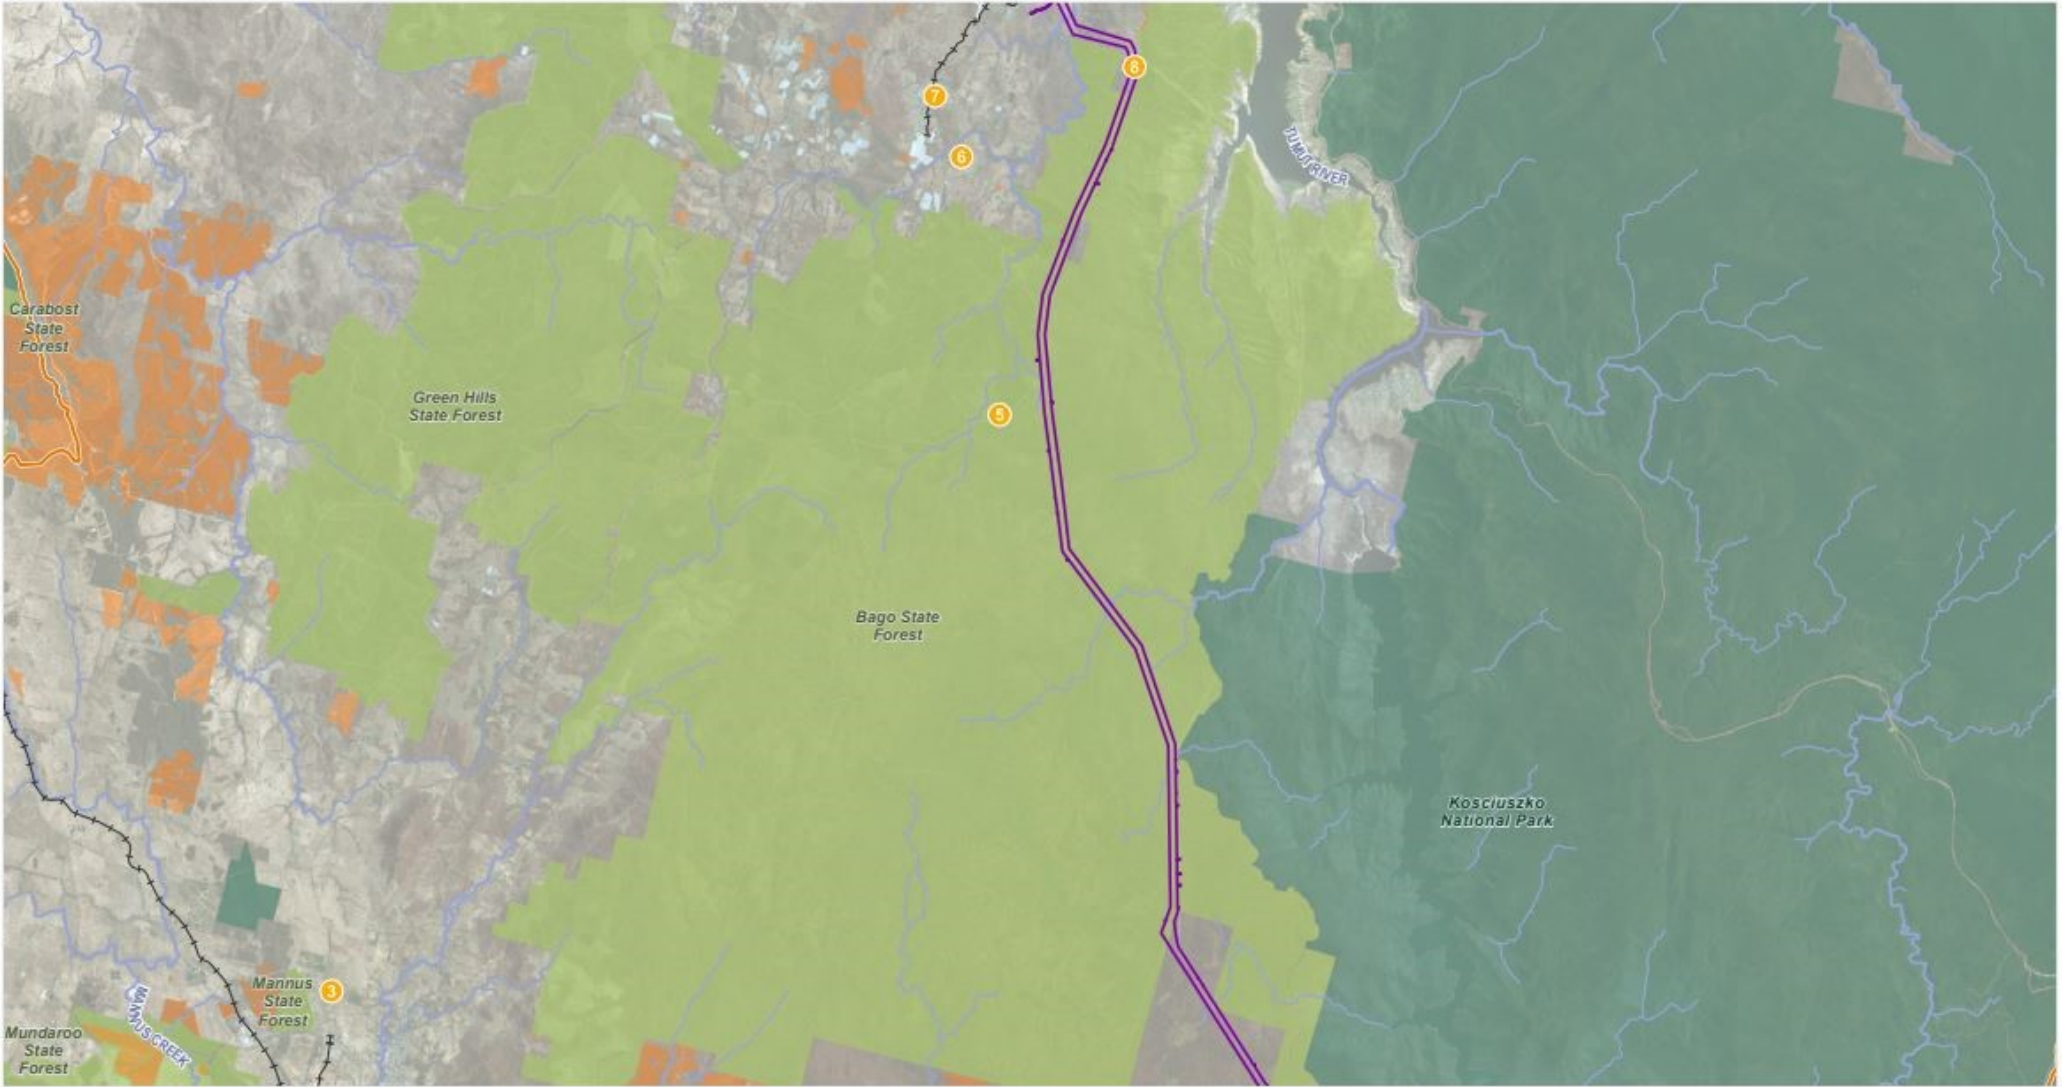 8
7
6
TUMUT RIVER
Carabost
State
Forest
Green Hills
State Forest
5
Bago State
Forest
Kosciuszko
National Park
Mannus
State
Forest
3
MANNUS CREEK
Mundaroo
State
Forest